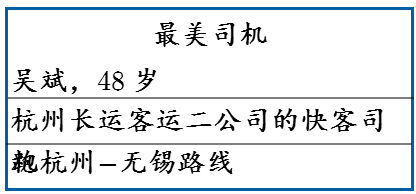 最美司机
吴斌，48岁
杭州长运客运二公司的快客司
杭州–无锡路线